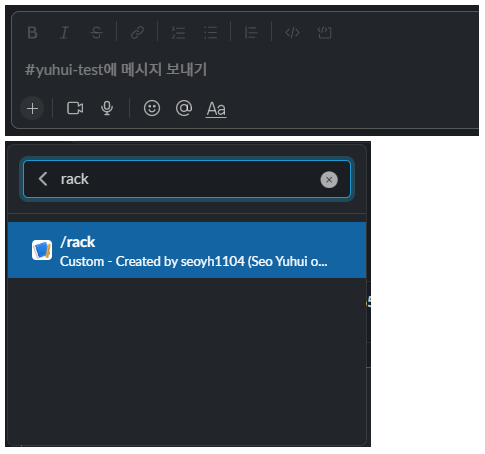 B I S
#yuhui-test에 메시지 보내기
Aa
rack
/rack
Custom - Created by seoyh1104 (Seo Yuhui o...